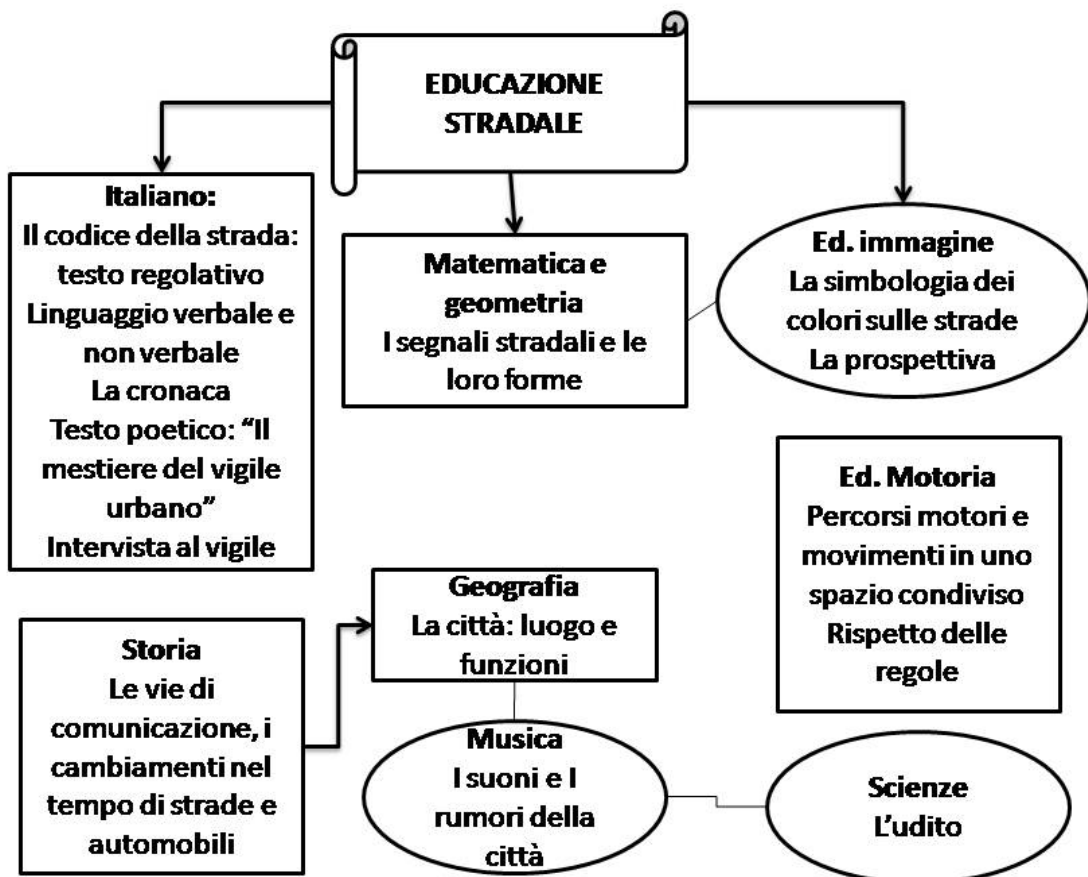 EDUCAZIONE
STRADALE
Italiano:
Il codice della strada:
testo regolativo
Linguaggio verbale e
non verbale
La cronaca
Testo poetico: “Il
mestiere del vigile
urbano”
Intervista al vigile
Matematica e
geometria
I segnali stradali e le
loro forme
Ed. immagine
La simbologia dei
colori sulle strade
La prospettiva
Ed. Motoria
Percorsi motori e
movimenti in uno
spazio condiviso
Rispetto delle
regole
Storia
Le vie di
comunicazione, i
cambiamenti nel
tempo di strade e
automobili
Geografia
La città: luogo e
funzioni
Musica
I suoni e I
rumori della
città
Scienze
L’udito